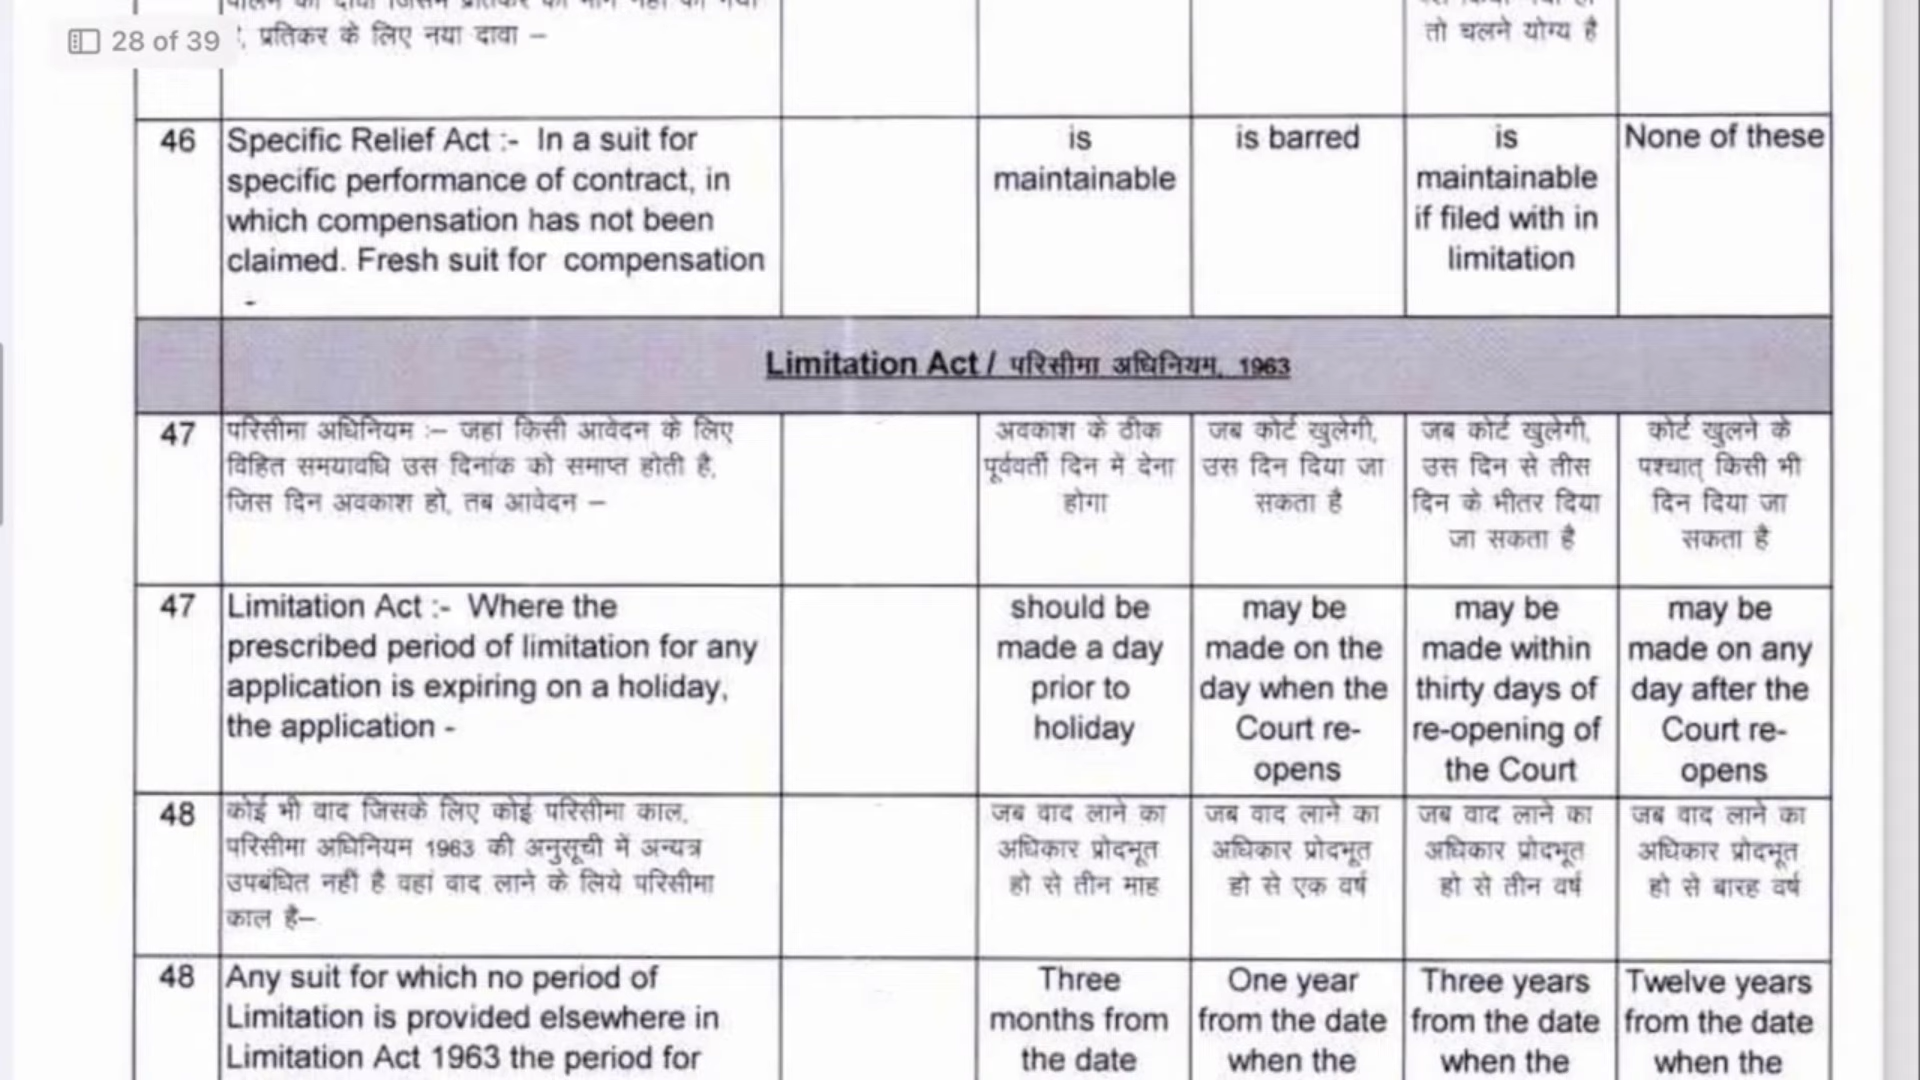 28 of 39
प्रतिकर के लिए नया दावा –
तो चलने योग्य है
46
Specific Relief Act :- In a suit for
specific performance of contract, in
which compensation has not been
claimed. Fresh suit for compensation
-
is
maintainable
is barred
is
maintainable
if filed with in
limitation
None of these
Limitation Act / परिसीमा अधिनियम, 1963
47
परिसीमा अधिनियम :– जहां किसी आवेदन के लिए
विहित समयावधि उस दिनांक को समाप्त होती है,
जिस दिन अवकाश हो, तब आवेदन –
अवकाश के ठीक
पूर्ववर्ती दिन में देना
होगा
जब कोर्ट खुलेगी,
उस दिन दिया जा
सकता है
जब कोर्ट खुलेगी,
उस दिन से तीस
दिन के भीतर दिया
जा सकता है
कोर्ट खुलने के
पश्चात् किसी भी
दिन दिया जा
सकता है
47
Limitation Act :- Where the
prescribed period of limitation for any
application is expiring on a holiday,
the application -
should be
made a day
prior to
holiday
may be
made on the
day when the
Court re-
opens
may be
made within
thirty days of
re-opening of
the Court
may be
made on any
day after the
Court re-
opens
48
कोई भी वाद जिसके लिए कोई परिसीमा काल,
परिसीमा अधिनियम 1963 की अनुसूची में अन्यत्र
उपबंधित नहीं है वहां वाद लाने के लिये परिसीमा
काल है–
जब वाद लाने का
अधिकार प्रोदभूत
हो से तीन माह
जब वाद लाने का
अधिकार प्रोदभूत
हो से एक वर्ष
जब वाद लाने का
अधिकार प्रोदभूत
हो से तीन वर्ष
जब वाद लाने का
अधिकार प्रोदभूत
हो से बारह वर्ष
48
Any suit for which no period of
Limitation is provided elsewhere in
Limitation Act 1963 the period for
Three
months from
the date
One year
from the date
when the
Three years
from the date
when the
Twelve years
from the date
when the